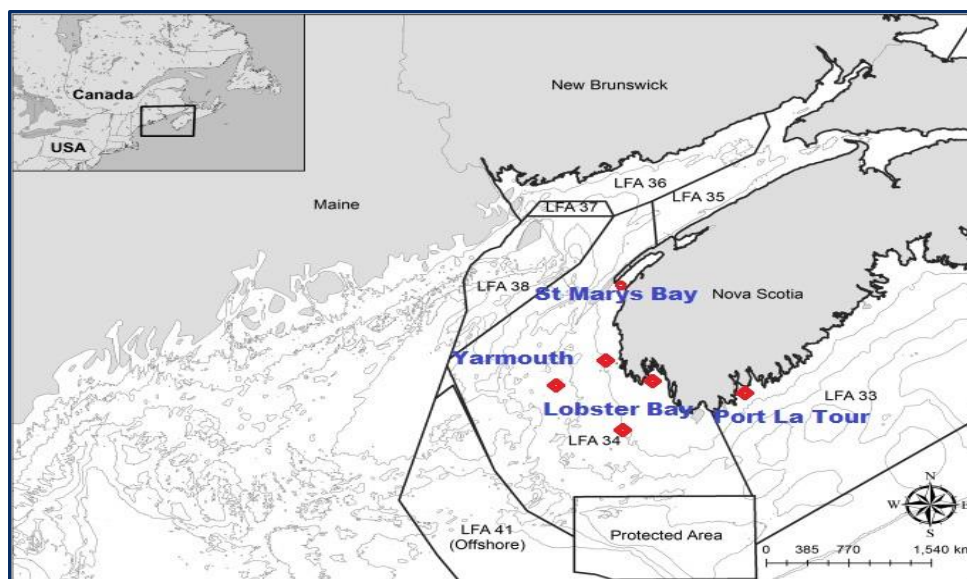 Canada
USA
New Brunswick
Maine
LFA 36
LFA 37
LFA 35
LFA 38
St Marys Bay
Nova Scotia
Yarmouth
Lobster Bay
Port La Tour
LFA 33
LFA 34
LFA 41
(Offshore)
Protected Area
N
W E
S
0 385 770 1,540 km